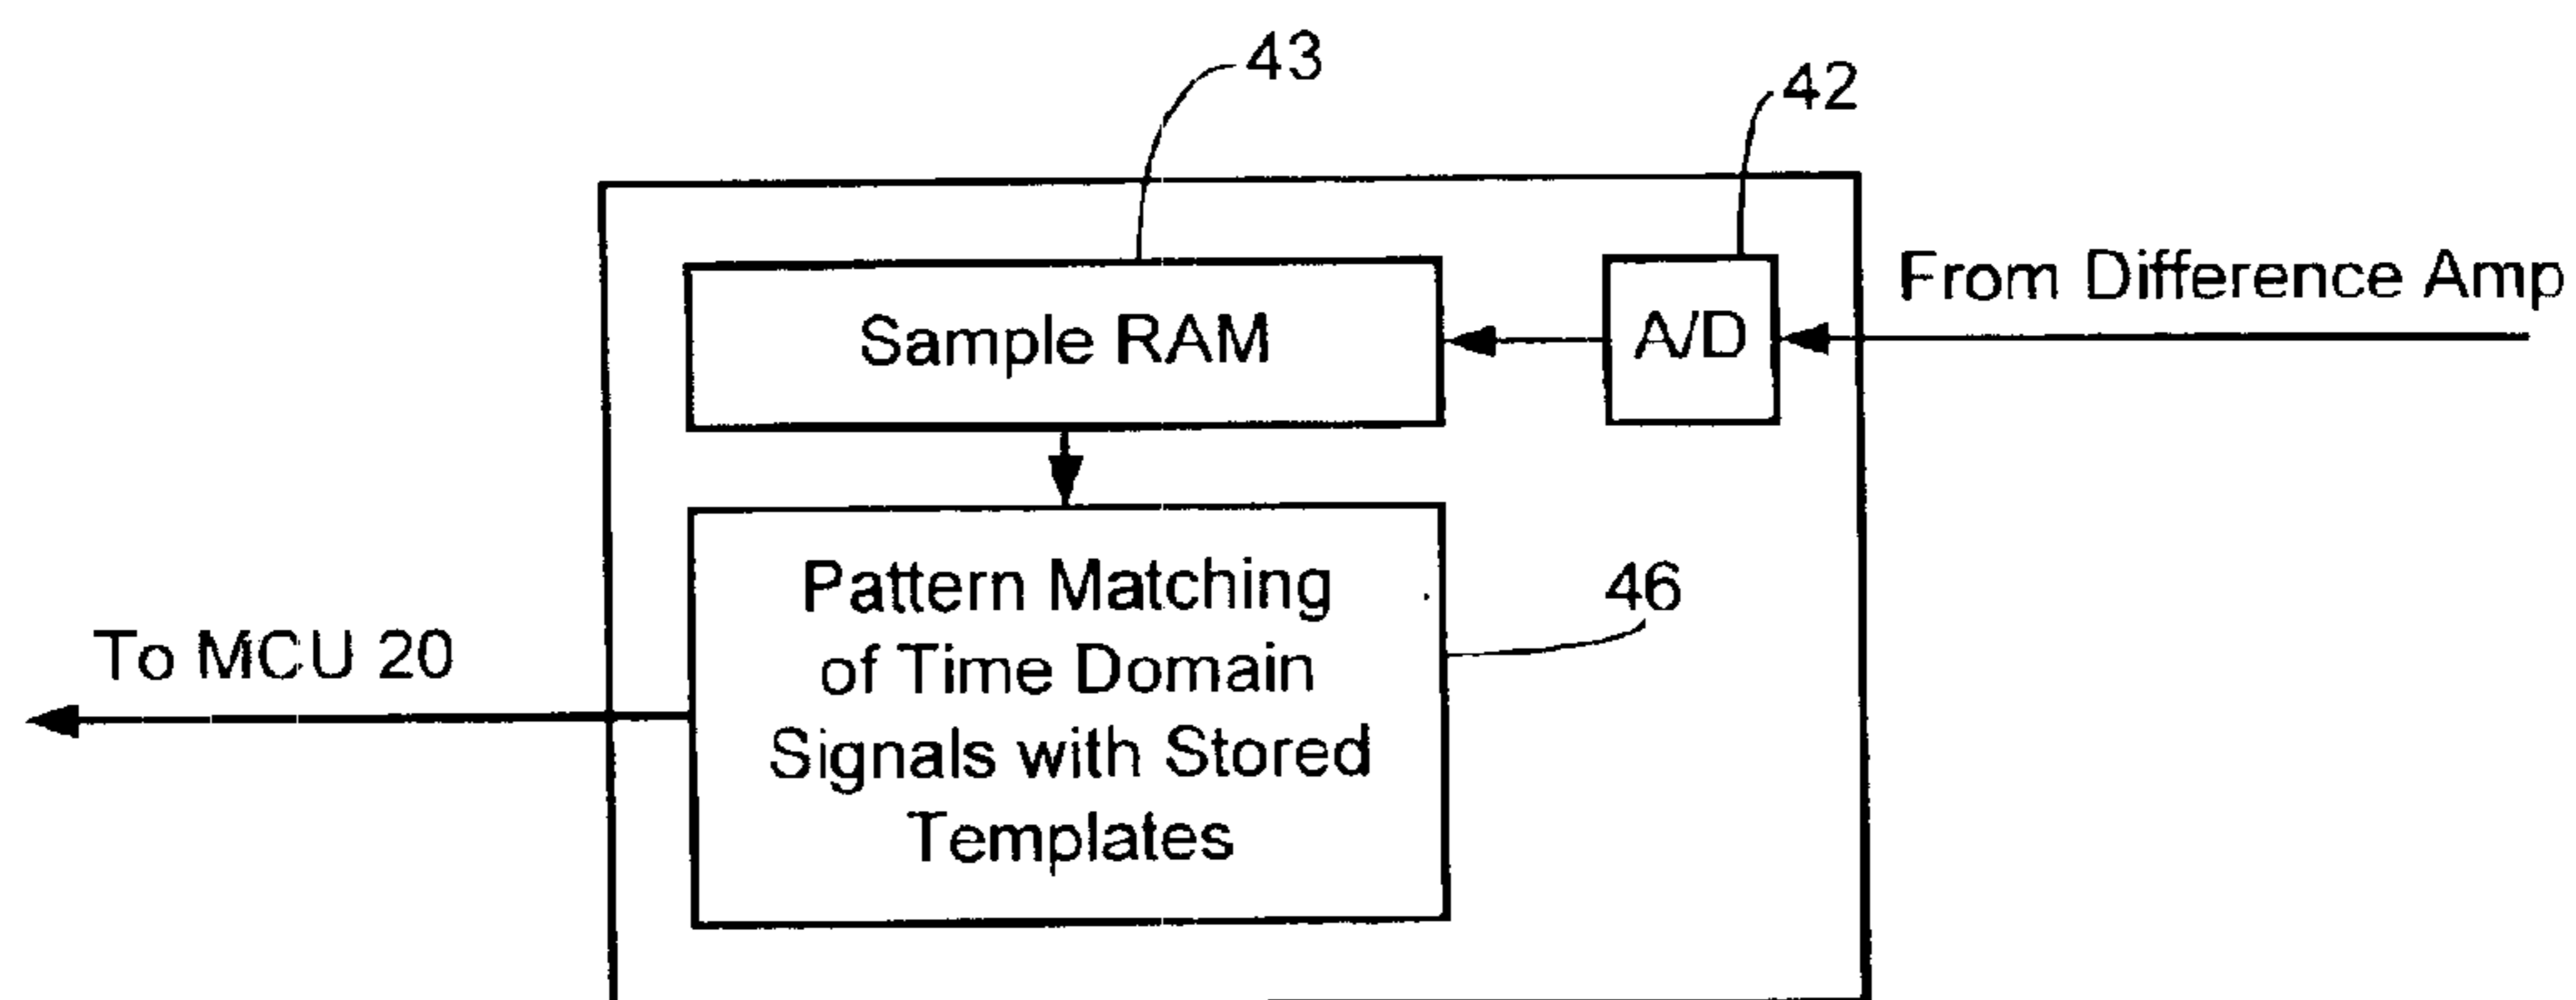 43
42
From Difference Amp
Sample RAM
A/D
Pattern Matching
of Time Domain
Signals with Stored
Templates
46
To MCU 20